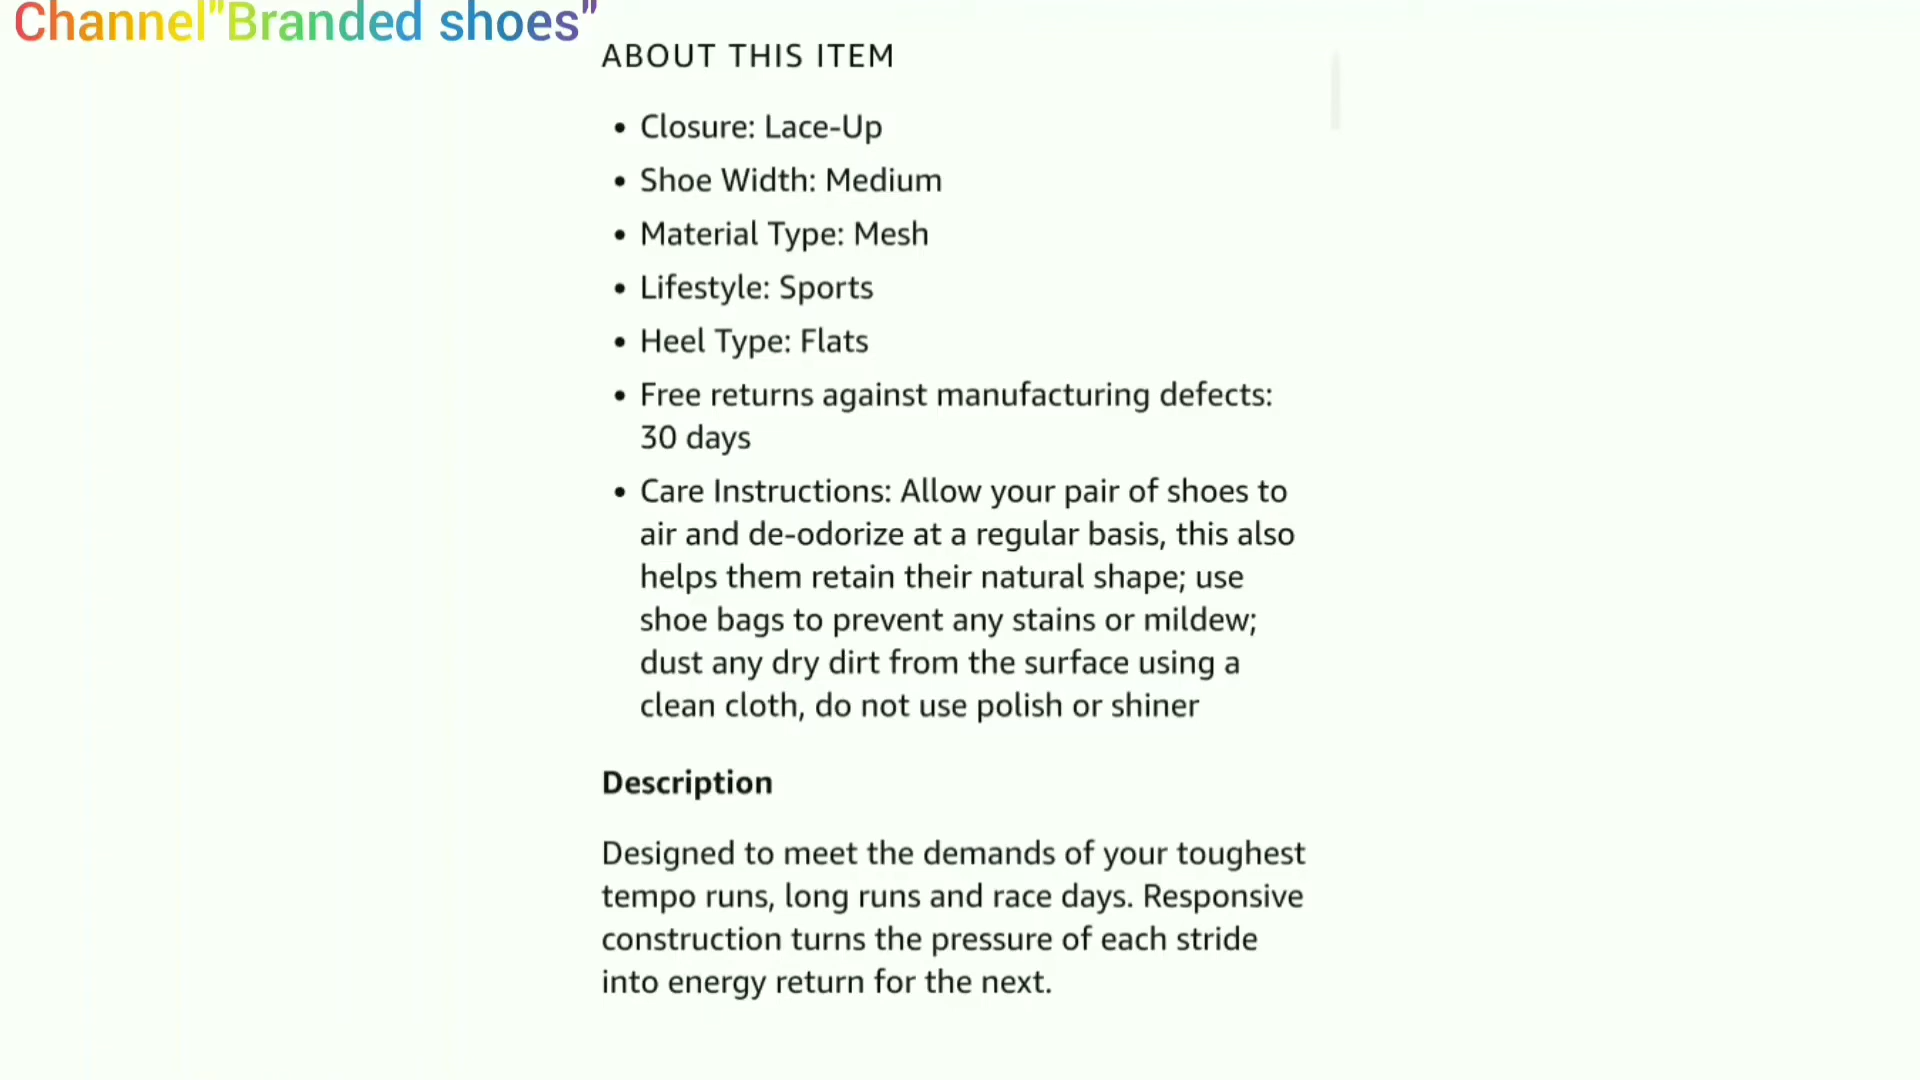 Channel"Branded shoes"
ABOUT THIS ITEM
• Closure: Lace-Up
• Shoe Width: Medium
• Material Type: Mesh
• Lifestyle: Sports
• Heel Type: Flats
• Free returns against manufacturing defects:
30 days
• Care Instructions: Allow your pair of shoes to
air and de-odorize at a regular basis, this also
helps them retain their natural shape; use
shoe bags to prevent any stains or mildew;
dust any dry dirt from the surface using a
clean cloth, do not use polish or shiner
Description
Designed to meet the demands of your toughest
tempo runs, long runs and race days. Responsive
construction turns the pressure of each stride
into energy return for the next.